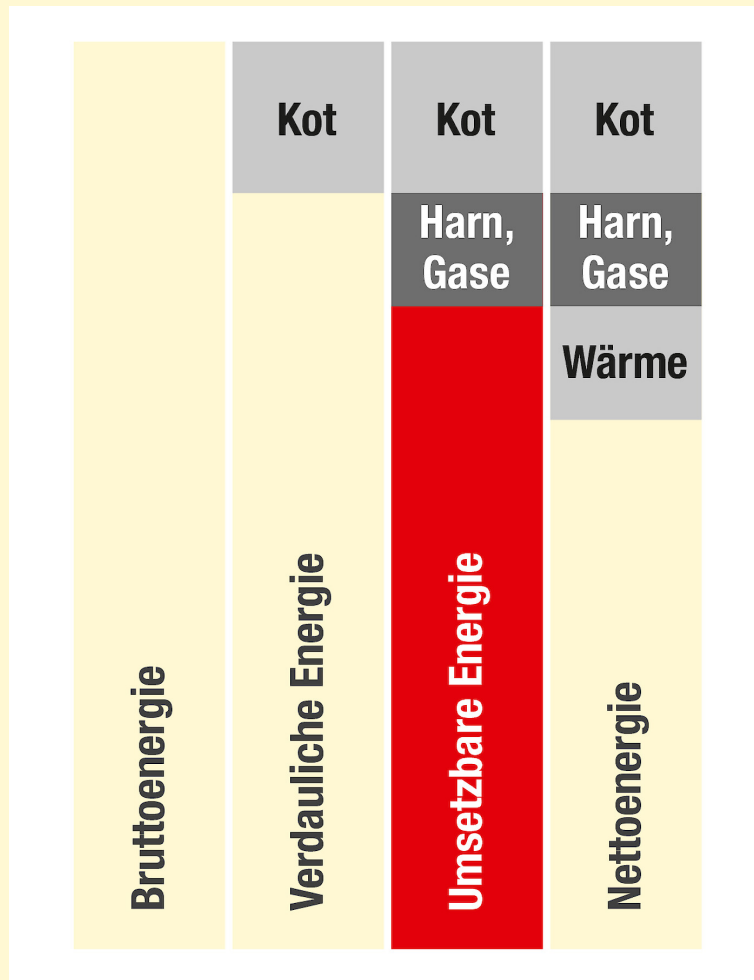 Kot
Kot
Kot
Harn,
Gase
Harn,
Gase
Wärme
Bruttoenergie
Verdauliche Energie
Umsetzbare Energie
Nettoenergie